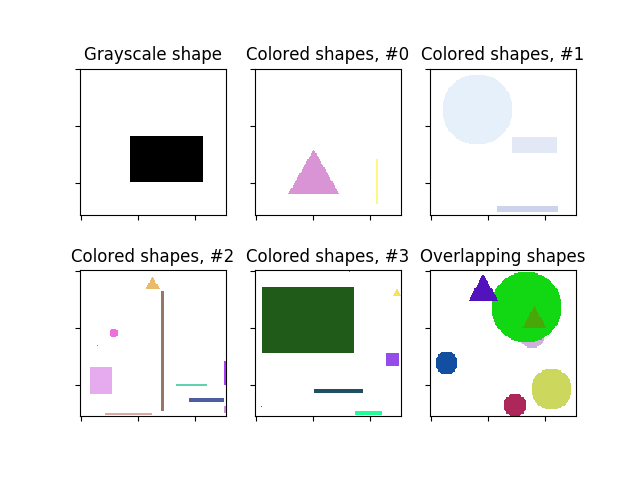 Grayscale shape
Colored shapes, #0
Colored shapes, #1
Colored shapes, #2
Colored shapes, #3
Overlapping shapes